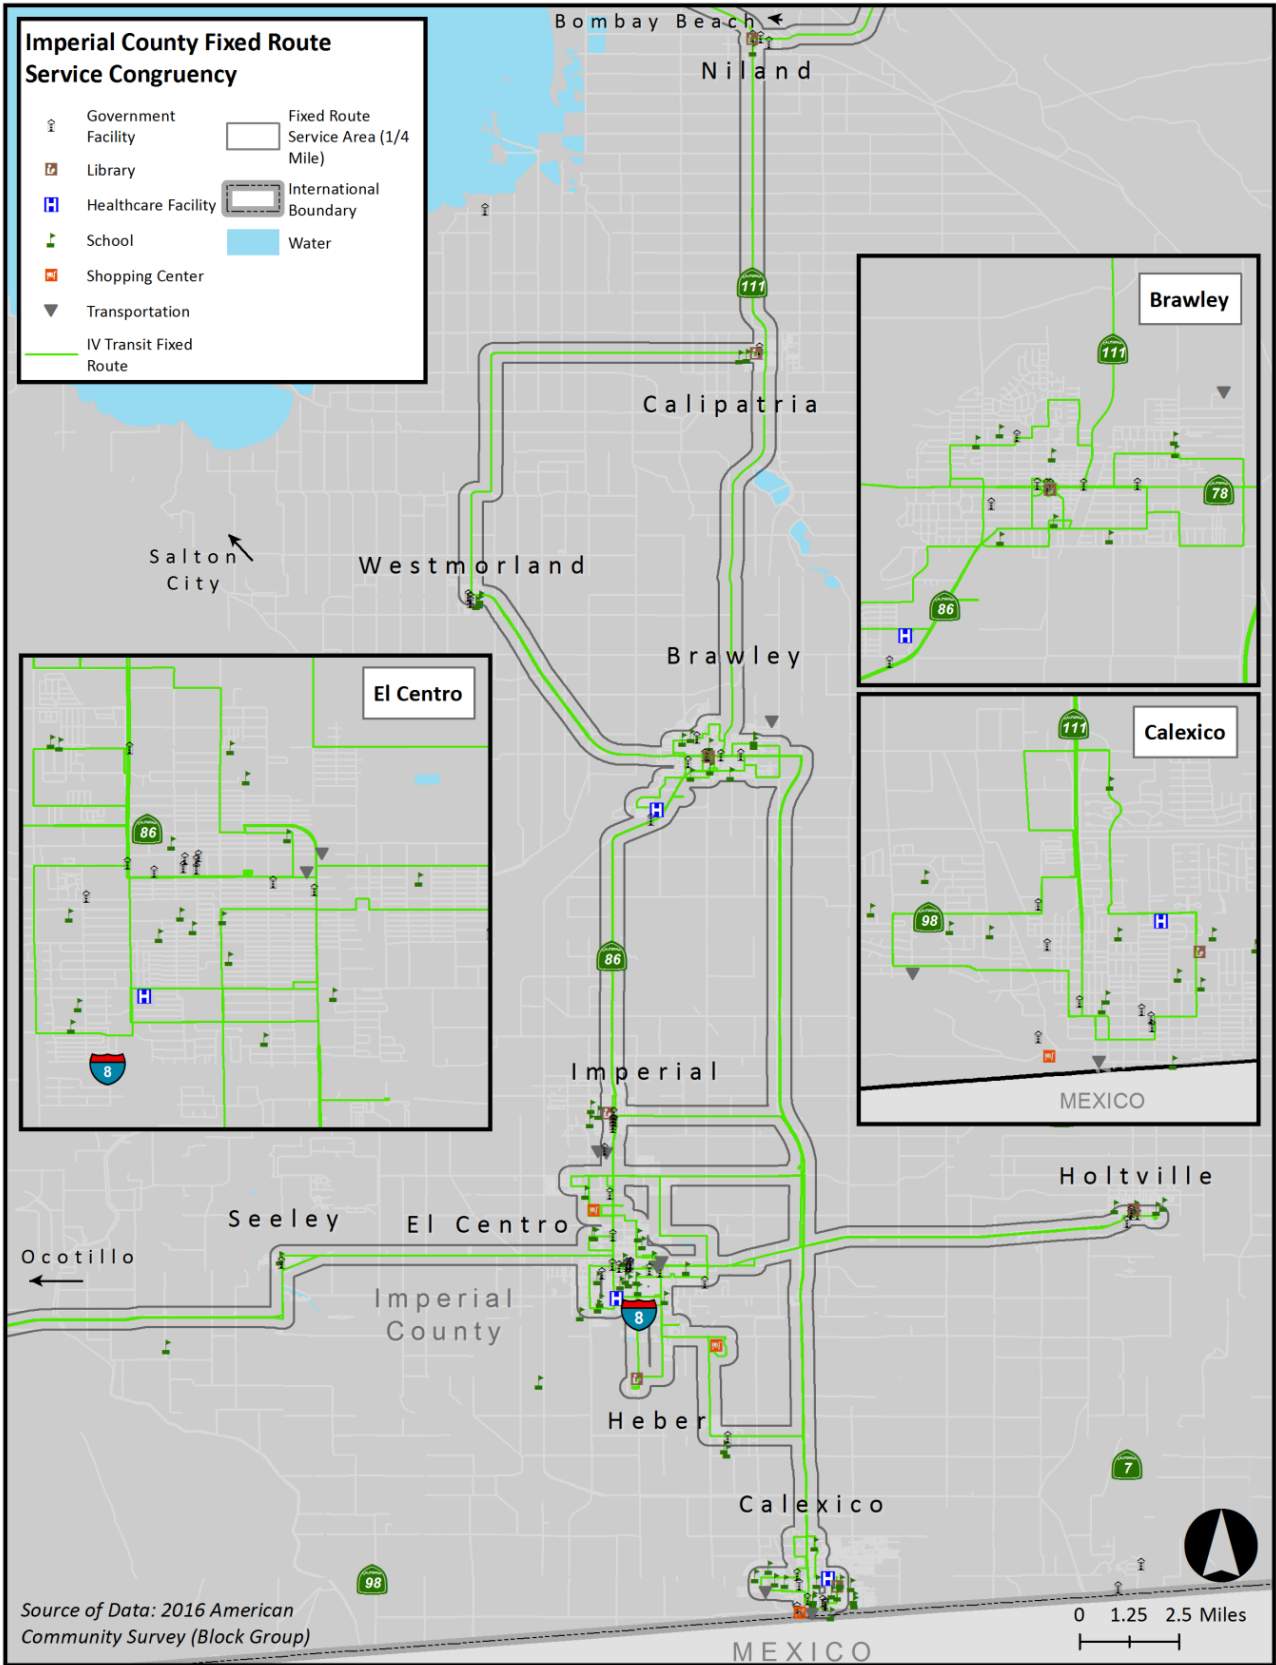 Bombay Beach
Niland
Imperial County Fixed Route
Service Congruency
Government
Facility
Library
Healthcare Facility
School
Shopping Center
Transportation
IV Transit Fixed
Route
Fixed Route
Service Area (1/4
Mile)
International
Boundary
Water
111
Calipatria
Salton
City
Westmorland
Brawley
Brawley
111
78
86
El Centro
86
8
Calexico
111
98
MEXICO
86
Imperial
Holtville
Seeley
El Centro
Ocotillo
Imperial
County
8
Heber
7
Calexico
98
Source of Data: 2016 American
Community Survey (Block Group)
0 1.25 2.5 Miles
MEXICO